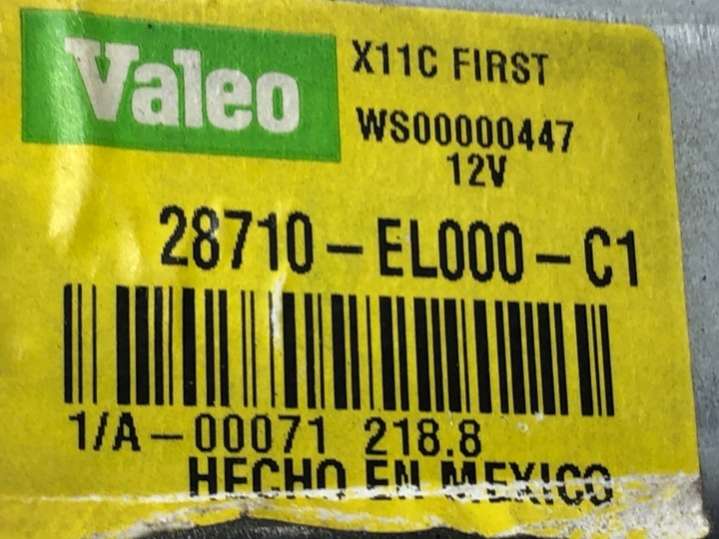 Valeo
X11C FIRST
WS00000447
12V
28710-EL000-C1
1/A-00071 218.8
HECHO EN MEXICO